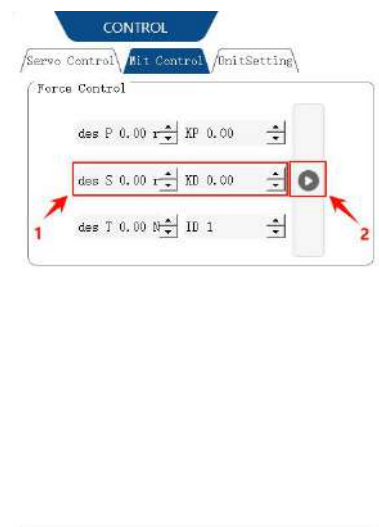 CONTROL
Servo Control Mit Control UnitSetting
Force Control
des P 0.00 r KP 0.00
des S 0.00 r KD 0.00
1 2
des T 0.00 N ID 1